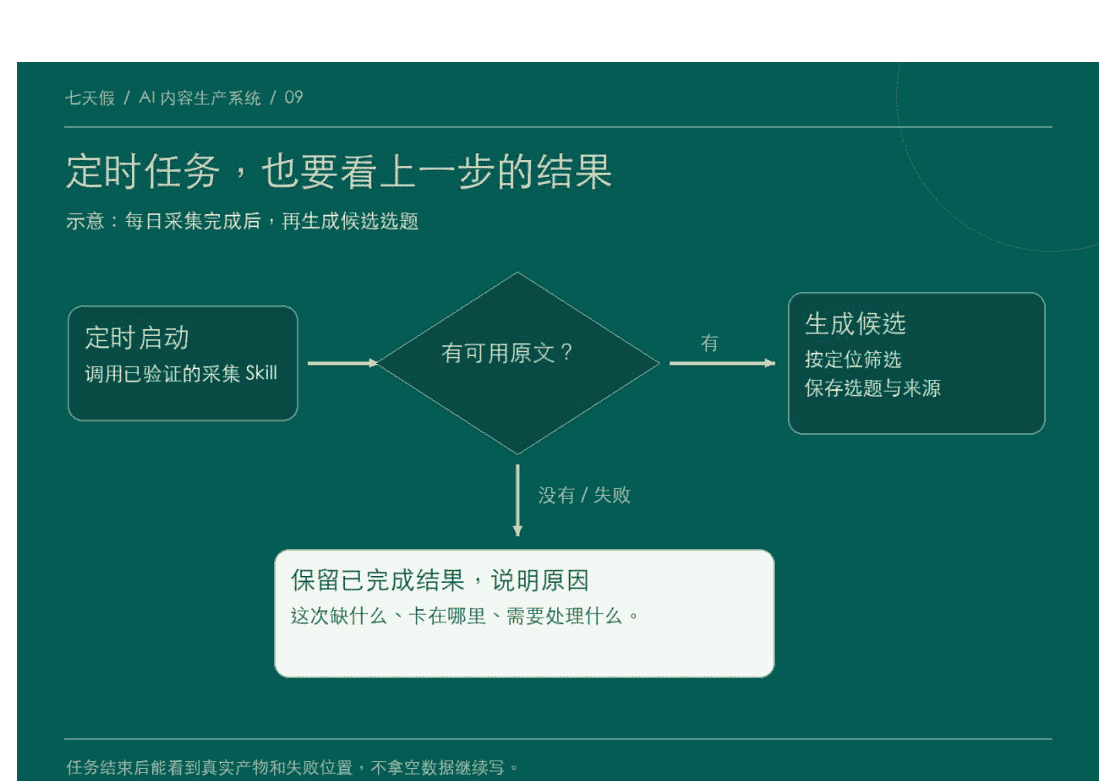 七天假 / AI 内容生产系统 / 09
定时任务，也要看上一步的结果
示意：每日采集完成后，再生成候选选题
定时启动
调用已验证的采集 Skill
有可用原文？
有
生成候选
按定位筛选
保存选题与来源
没有 / 失败
保留已完成结果，说明原因
这次缺什么、卡在哪里、需要处理什么。
任务结束后能看到真实产物和失败位置，不拿空数据继续写。